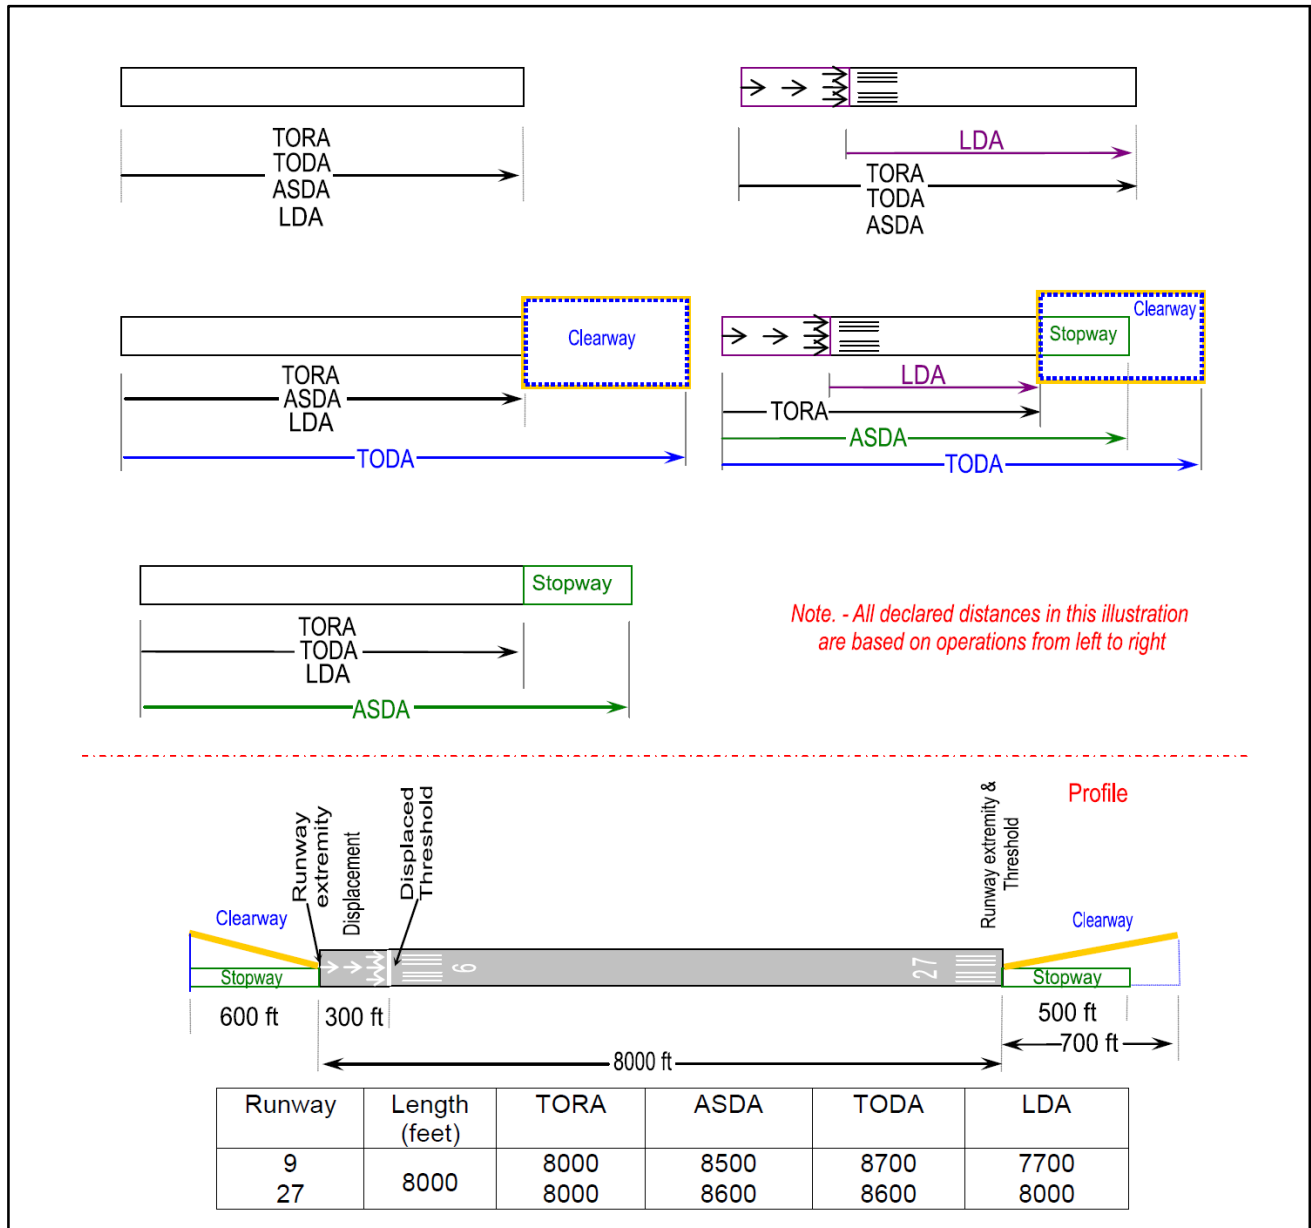 TORA
TODA
ASDA
LDA
LDA
TORA
TODA
ASDA
Clearway
TORA
ASDA
LDA
TODA
Clearway
Stopway
LDA
TORA
ASDA
TODA
Stopway
TORA
TODA
LDA
ASDA
Note. - All declared distances in this illustration
are based on operations from left to right
Profile
Runway
extremity
Displacement
Displaced
Threshold
Runway extremity &
Threshold
Clearway
Clearway
Stopway
9
27
Stopway
600 ft
300 ft
500 ft
700 ft
8000 ft
Runway Length (feet) TORA ASDA TODA LDA
9 8000 8000 8500 8700 7700
27 8000 8600 8600 8000